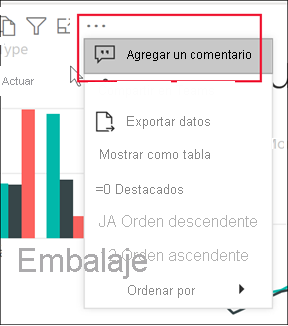 Type
Agregar un comentario
Actuar
Exportar datos
Mostrar como tabla
=0 Destacados
JA Orden descendente
Orden ascendente
Embalaje
Ordenar por